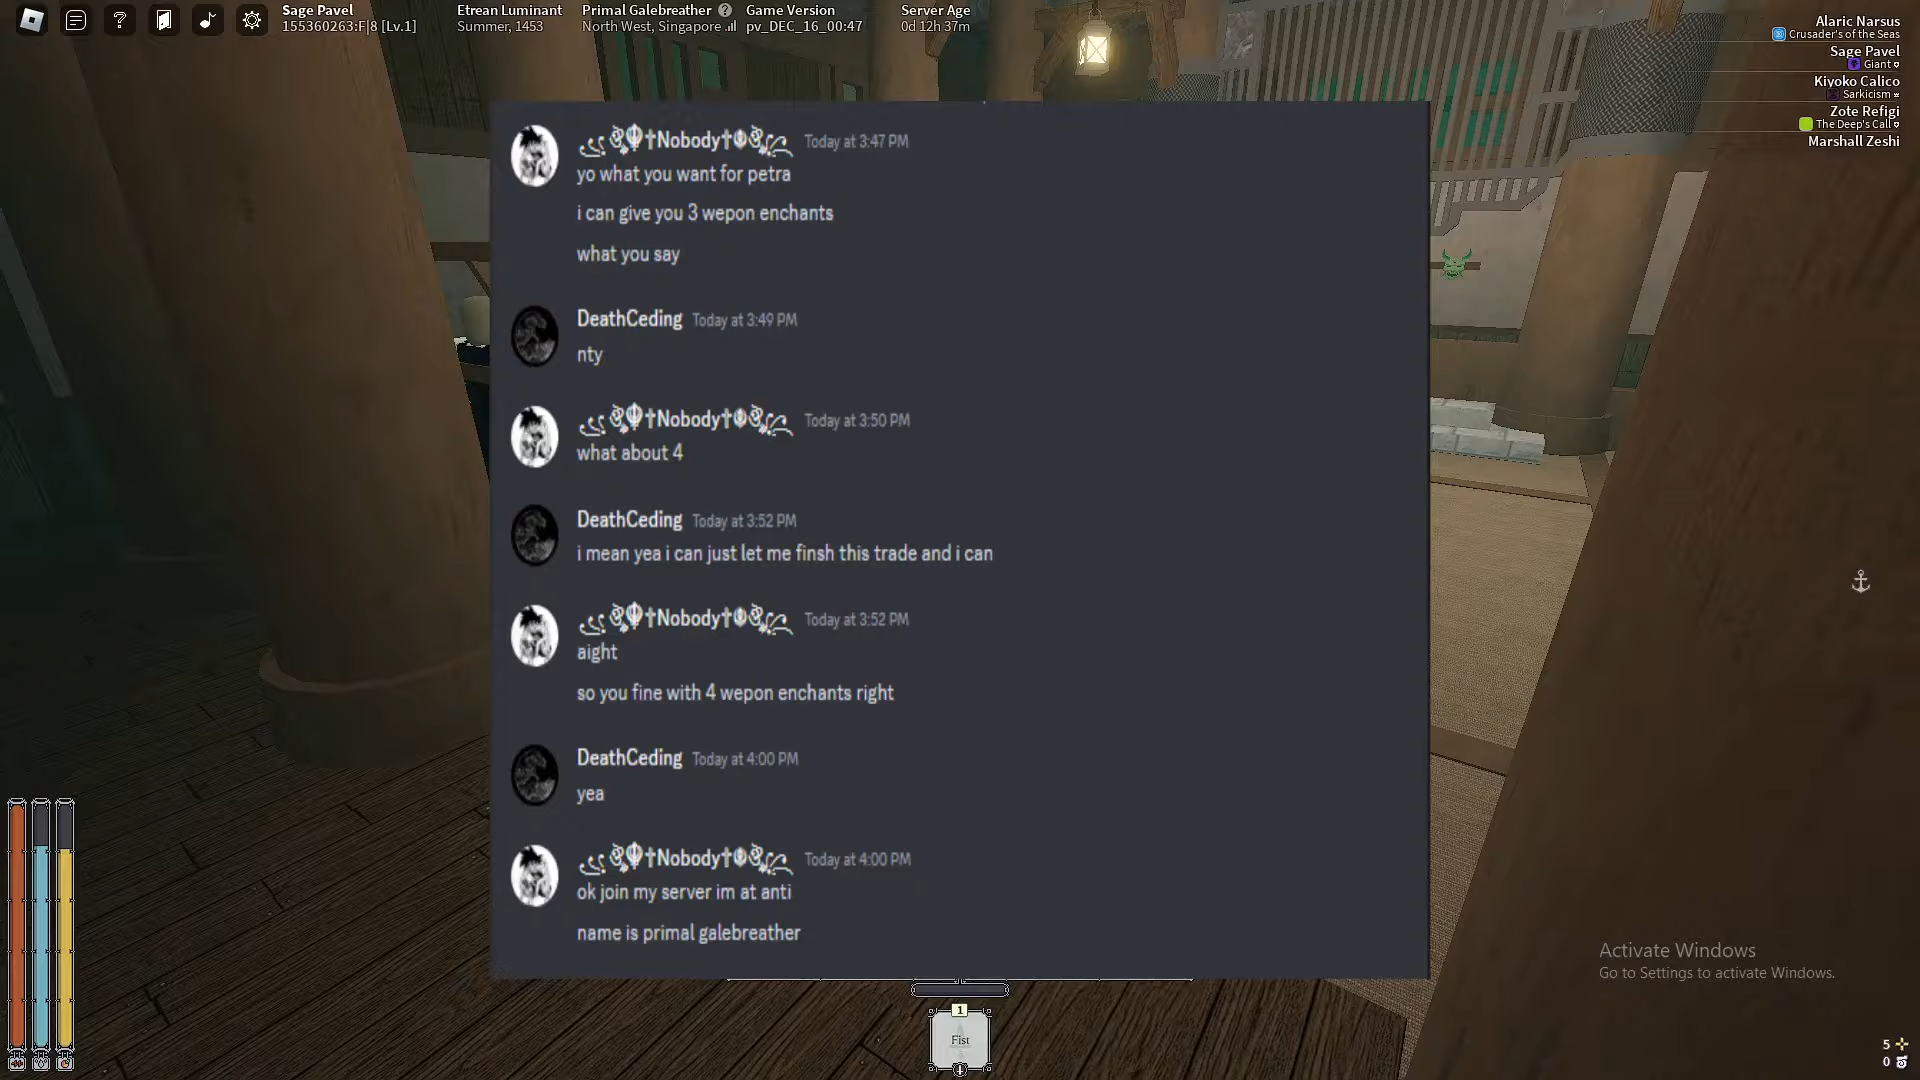 Sage Pavel
155360263:F|8 [Lv.1]
Etrean Luminant
Summer, 1453
Primal Galebreather ?
North West, Singapore
Game Version
pv_DEC_16_00:47
Server Age
0d 12h 37m
Alaric Narsus
Crusader's of the Seas
Sage Pavel
Giant
Kiyoko Calico
Sarkicism
Zote Refigi
The Deep's Call
Marshall Zeshi
†Nobody† Today at 3:47 PM
yo what you want for petra
i can give you 3 wepon enchants
what you say
DeathCeding Today at 3:49 PM
nty
†Nobody† Today at 3:50 PM
what about 4
DeathCeding Today at 3:52 PM
i mean yea i can just let me finsh this trade and i can
†Nobody† Today at 3:52 PM
aight
so you fine with 4 wepon enchants right
DeathCeding Today at 4:00 PM
yea
†Nobody† Today at 4:00 PM
ok join my server im at anti
name is primal galebreather
Activate Windows
Go to Settings to activate Windows.
1
Fist
5
0